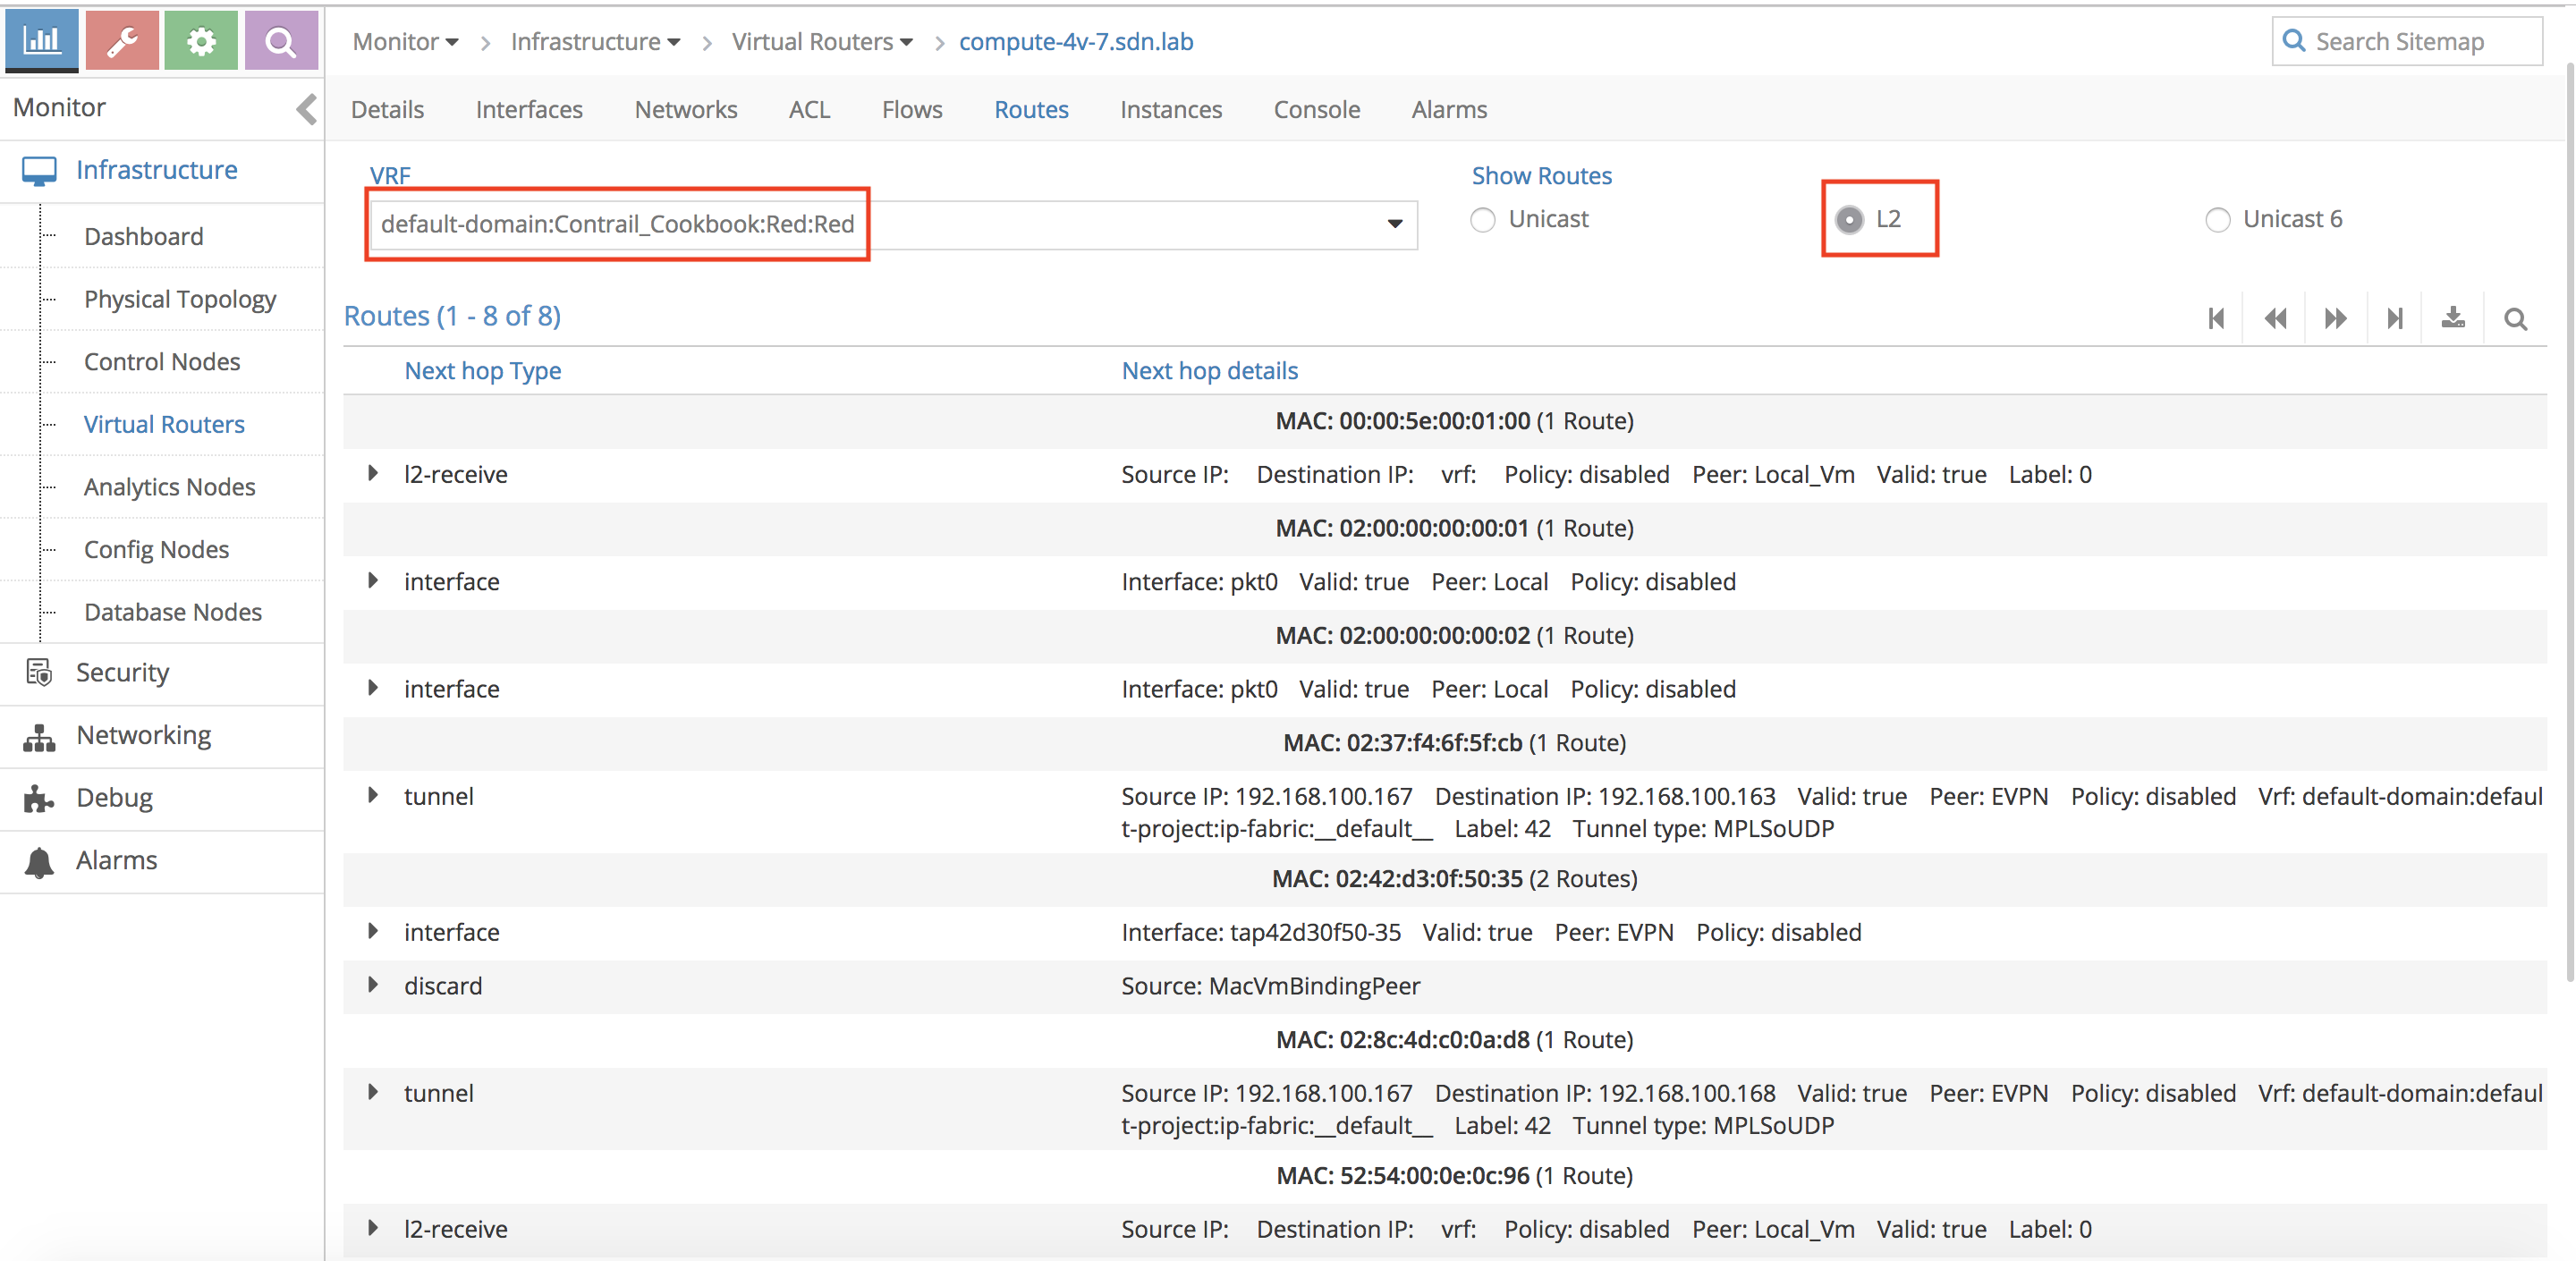 Monitor > Infrastructure > Virtual Routers > compute-4v-7.sdn.lab
Search Sitemap
Monitor
Infrastructure
Dashboard
Physical Topology
Control Nodes
Virtual Routers
Analytics Nodes
Config Nodes
Database Nodes
Security
Networking
Debug
Alarms
Details Interfaces Networks ACL Flows Routes Instances Console Alarms
VRF
default-domain:Contrail_Cookbook:Red:Red
Show Routes
Unicast L2 Unicast 6
Routes (1 - 8 of 8)
Next hop Type Next hop details
MAC: 00:00:5e:00:01:00 (1 Route)
l2-receive Source IP: Destination IP: vrf: Policy: disabled Peer: Local_Vm Valid: true Label: 0
MAC: 02:00:00:00:00:01 (1 Route)
interface Interface: pkt0 Valid: true Peer: Local Policy: disabled
MAC: 02:00:00:00:00:02 (1 Route)
interface Interface: pkt0 Valid: true Peer: Local Policy: disabled
MAC: 02:37:f4:6f:5f:cb (1 Route)
tunnel Source IP: 192.168.100.167 Destination IP: 192.168.100.163 Valid: true Peer: EVPN Policy: disabled Vrf: default-domain:defaul
t-project:ip-fabric:__default__ Label: 42 Tunnel type: MPLSoUDP
MAC: 02:42:d3:0f:50:35 (2 Routes)
interface Interface: tap42d30f50-35 Valid: true Peer: EVPN Policy: disabled
discard Source: MacVmBindingPeer
MAC: 02:8c:4d:c0:0a:d8 (1 Route)
tunnel Source IP: 192.168.100.167 Destination IP: 192.168.100.168 Valid: true Peer: EVPN Policy: disabled Vrf: default-domain:defaul
t-project:ip-fabric:__default__ Label: 42 Tunnel type: MPLSoUDP
MAC: 52:54:00:0e:0c:96 (1 Route)
l2-receive Source IP: Destination IP: vrf: Policy: disabled Peer: Local_Vm Valid: true Label: 0